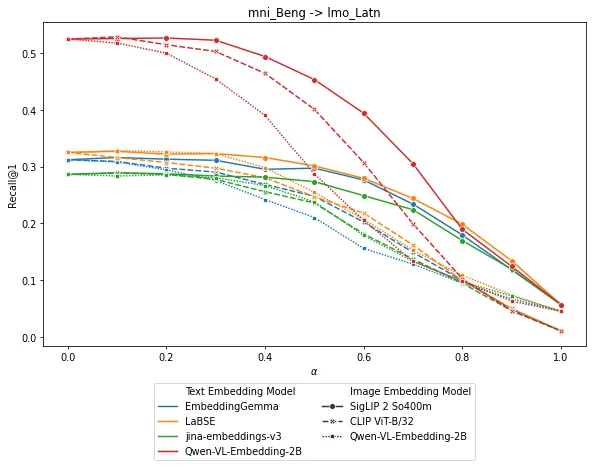 mni_Beng -> lmo_Latn
0.5
0.4
0.3
0.2
0.1
0.0
Recall@1
0.0 0.2 0.4 0.6 0.8 1.0
α
Text Embedding Model Image Embedding Model
EmbeddingGemma SigLIP 2 So400m
LaBSE CLIP ViT-B/32
jina-embeddings-v3 Qwen-VL-Embedding-2B
Qwen-VL-Embedding-2B